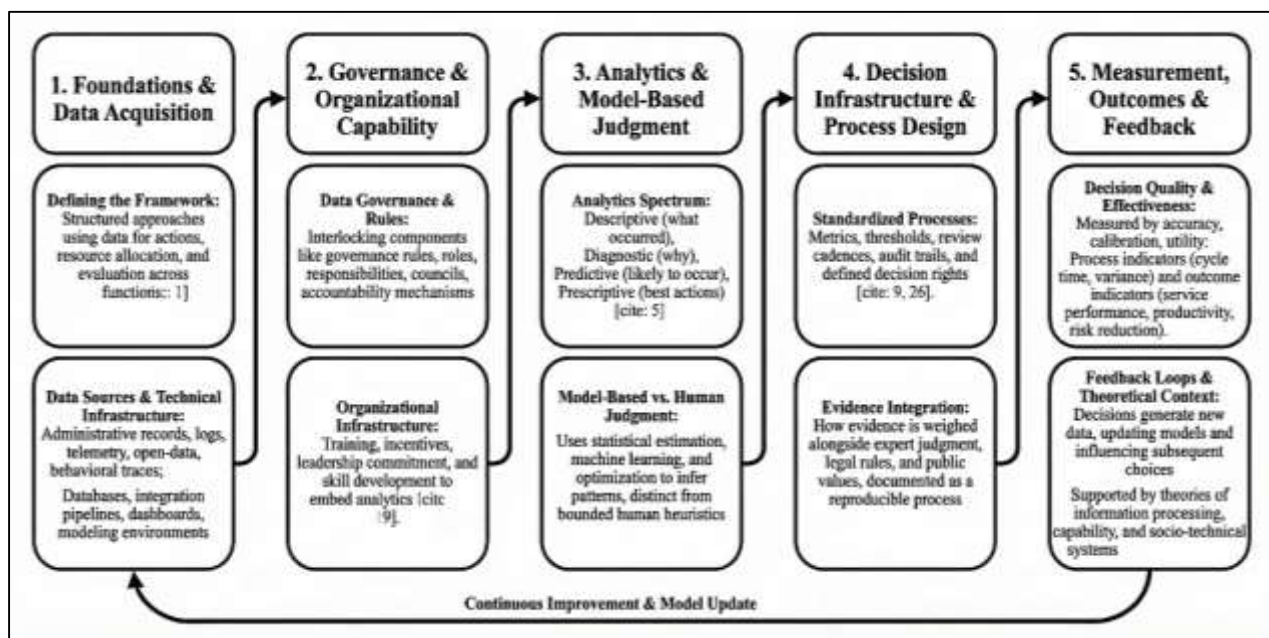 1. Foundations &
Data Acquisition
Defining the Framework:
Structured approaches
using data for actions,
resource allocation, and
evaluation across
functions:: 1]
Data Sources & Technical
Infrastructure:
Administrative records, logs,
telemetry, open-data,
behavioral traces;
Databases, integration
pipelines, dashboards,
modeling environments
2. Governance &
Organizational
Capability
Data Governance &
Rules:
Interlocking components
like governance rules, roles,
responsibilities, councils,
accountability mechanisms
Organizational
Infrastructure:
Training, incentives,
leadership commitment, and
skill development to
embed analytics [citc
:9].
3. Analytics &
Model-Based
Judgment
Analytics Spectrum:
Descriptive (what
occurred),
Diagnostic (why),
Predictive (likely to occur),
Prescriptive (best actions)
[cite: 5]
Model-Based vs. Human
Judgment:
Uses statistical estimation,
machine learning, and
optimization to infer
patterns, distinct from
bounded human heuristics
4. Decision
Infrastructure &
Process Design
Standardized Processes:
Metrics, thresholds, review
cadences, audit trails, and
defined decision rights
[cite: 9, 26].
Evidence Integration:
How evidence is weighed
alongside expert judgment,
legal rules, and public
values, documented as a
reproducible process
5. Measurement,
Outcomes &
Feedback
Decision Quality &
Effectiveness:
Measured by accuracy,
calibration, utility:
Process indicators (cycle
time, variance) and outcome
indicators (service
performance, productivity,
risk reduction).
Feedback Loops &
Theoretical Context:
Decisions generate new
data, updating models and
influencing subsequent
choices
Supported by theories of
information processing,
capability, and socio-technical
systems
Continuous Improvement & Model Update